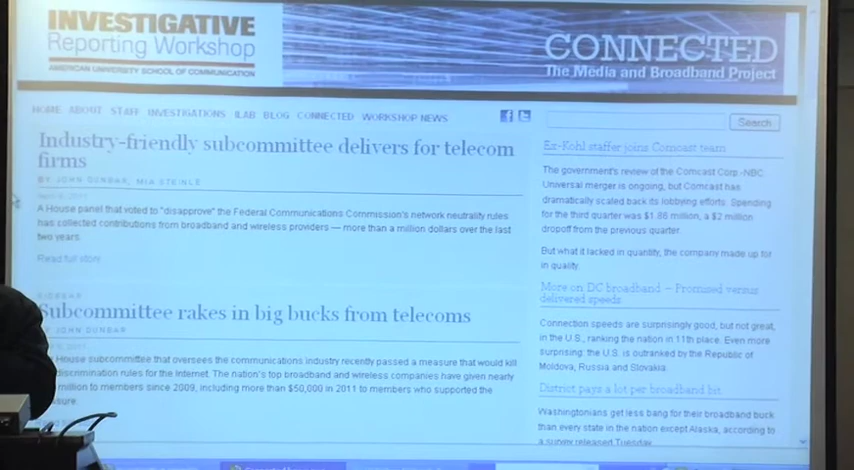 INVESTIGATIVE
Reporting Workshop
AMERICAN UNIVERSITY SCHOOL OF COMMUNICATION
CONNECTED
The Media and Broadband Project
HOME ABOUT STAFF INVESTIGATIONS ILAB BLOG CONNECTED WORKSHOP NEWS
Search
Industry-friendly subcommittee delivers for telecom
firms
BY JOHN DUNBAR, MIA STEINLE
A House panel that voted to "disapprove" the Federal Communications Commission's network neutrality rules
has collected contributions from broadband and wireless providers — more than a million dollars over the last
two years.
Read full story
SIDEBAR
Subcommittee rakes in big bucks from telecoms
BY JOHN DUNBAR
House subcommittee that oversees the communications industry recently passed a measure that would kill
discrimination rules for the Internet. The nation's top broadband and wireless companies have given nearly
million to members since 2009, including more than $50,000 in 2011 to members who supported the
Ex-Kohl staffer joins Comcast team
The government's review of the Comcast Corp.-NBC
Universal merger is ongoing, but Comcast has
dramatically scaled back its lobbying efforts. Spending
for the third quarter was $1.86 million, a $2 million
dropoff from the previous quarter.
But what it lacked in quantity, the company made up for
in quality.
More on DC broadband – Promised versus
delivered speeds
Connection speeds are surprisingly good, but not great,
in the U.S., ranking the nation in 11th place. Even more
surprising: the U.S. is outranked by the Republic of
Moldova, Russia and Slovakia.
District pays a lot per broadband bit
Washingtonians get less bang for their broadband buck
than every state in the nation except Alaska, according to
a survey released Tuesday